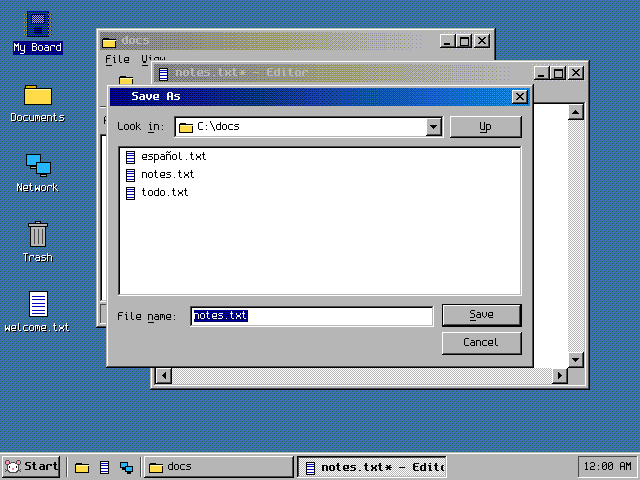 My Board
Documents
Network
Trash
welcome.txt
docs
File View
notes.txt* - Editor
Save As
Look in: C:\docs Up
español.txt
notes.txt
todo.txt
File name: notes.txt Save
Cancel
Start docs notes.txt* - Edito 12:00 AM